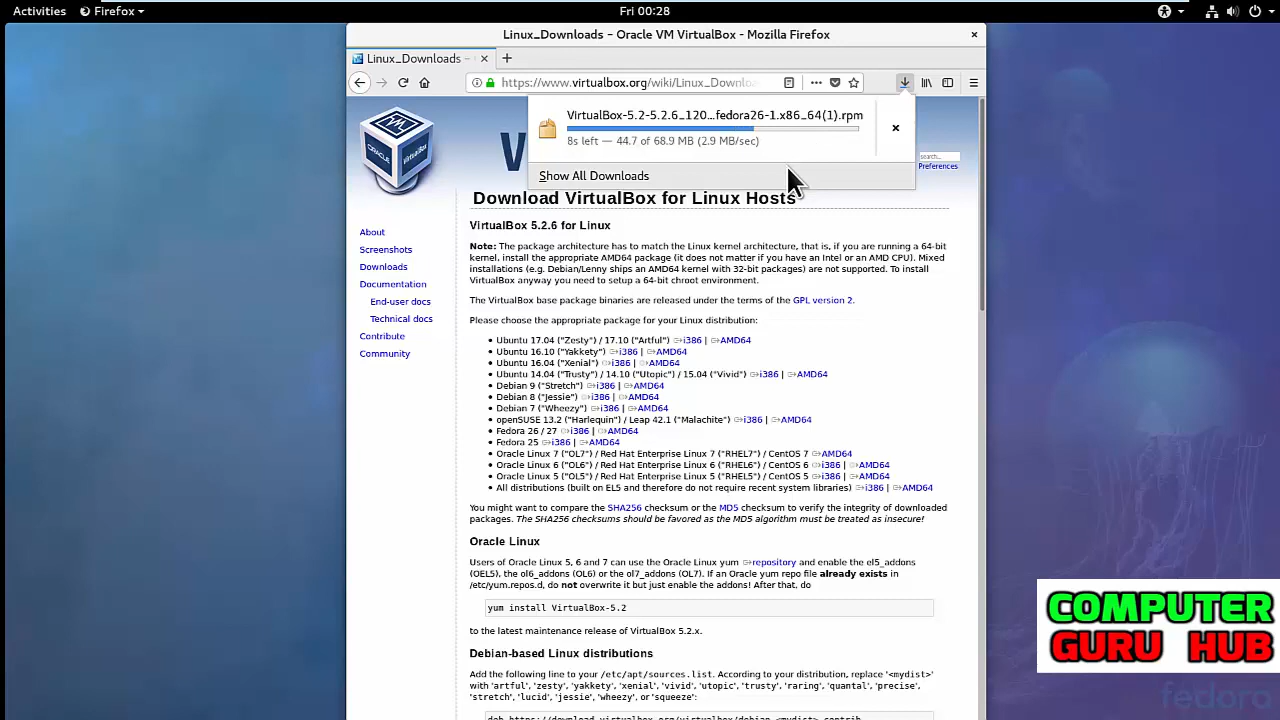 Activities Firefox Fri 00:28
Linux_Downloads – Oracle VM VirtualBox - Mozilla Firefox ×
Linux_Downloads – × +
https://www.virtualbox.org/wiki/Linux_Downlo
VirtualBox-5.2-5.2.6_120...fedora26-1.x86_64(1).rpm
8s left — 44.7 of 68.9 MB (2.9 MB/sec)
Show All Downloads
V
search...
Preferences
About
Screenshots
Downloads
Documentation
End-user docs
Technical docs
Contribute
Community
Download VirtualBox for Linux Hosts
VirtualBox 5.2.6 for Linux
Note: The package architecture has to match the Linux kernel architecture, that is, if you are running a 64-bit
kernel, install the appropriate AMD64 package (it does not matter if you have an Intel or an AMD CPU). Mixed
installations (e.g. Debian/Lenny ships an AMD64 kernel with 32-bit packages) are not supported. To install
VirtualBox anyway you need to setup a 64-bit chroot environment.
The VirtualBox base package binaries are released under the terms of the GPL version 2.
Please choose the appropriate package for your Linux distribution:
• Ubuntu 17.04 ("Zesty") / 17.10 ("Artful") i386 | AMD64
• Ubuntu 16.10 ("Yakkety") i386 | AMD64
• Ubuntu 16.04 ("Xenial") i386 | AMD64
• Ubuntu 14.04 ("Trusty") / 14.10 ("Utopic") / 15.04 ("Vivid") i386 | AMD64
• Debian 9 ("Stretch") i386 | AMD64
• Debian 8 ("Jessie") i386 | AMD64
• Debian 7 ("Wheezy") i386 | AMD64
• openSUSE 13.2 ("Harlequin") / Leap 42.1 ("Malachite") i386 | AMD64
• Fedora 26 / 27 i386 | AMD64
• Fedora 25 i386 | AMD64
• Oracle Linux 7 ("OL7") / Red Hat Enterprise Linux 7 ("RHEL7") / CentOS 7 AMD64
• Oracle Linux 6 ("OL6") / Red Hat Enterprise Linux 6 ("RHEL6") / CentOS 6 i386 | AMD64
• Oracle Linux 5 ("OL5") / Red Hat Enterprise Linux 5 ("RHEL5") / CentOS 5 i386 | AMD64
• All distributions (built on EL5 and therefore do not require recent system libraries) i386 | AMD64
You might want to compare the SHA256 checksum or the MD5 checksum to verify the integrity of downloaded
packages. The SHA256 checksums should be favored as the MD5 algorithm must be treated as insecure!
Oracle Linux
Users of Oracle Linux 5, 6 and 7 can use the Oracle Linux yum repository and enable the el5_addons
(OEL5), the ol6_addons (OL6) or the ol7_addons (OL7). If an Oracle yum repo file already exists in
/etc/yum.repos.d, do not overwrite it but just enable the addons! After that, do
yum install VirtualBox-5.2
to the latest maintenance release of VirtualBox 5.2.x.
Debian-based Linux distributions
Add the following line to your /etc/apt/sources.list. According to your distribution, replace '<mydist>'
with 'artful', 'zesty', 'yakkety', 'xenial', 'vivid', 'utopic', 'trusty', 'raring', 'quantal', 'precise',
'stretch', 'lucid', 'jessie', 'wheezy', or 'squeeze':
deb https://download.virtualbox.org/virtualbox/debian <mydist> contrib
COMPUTER
GURU HUB
fedora